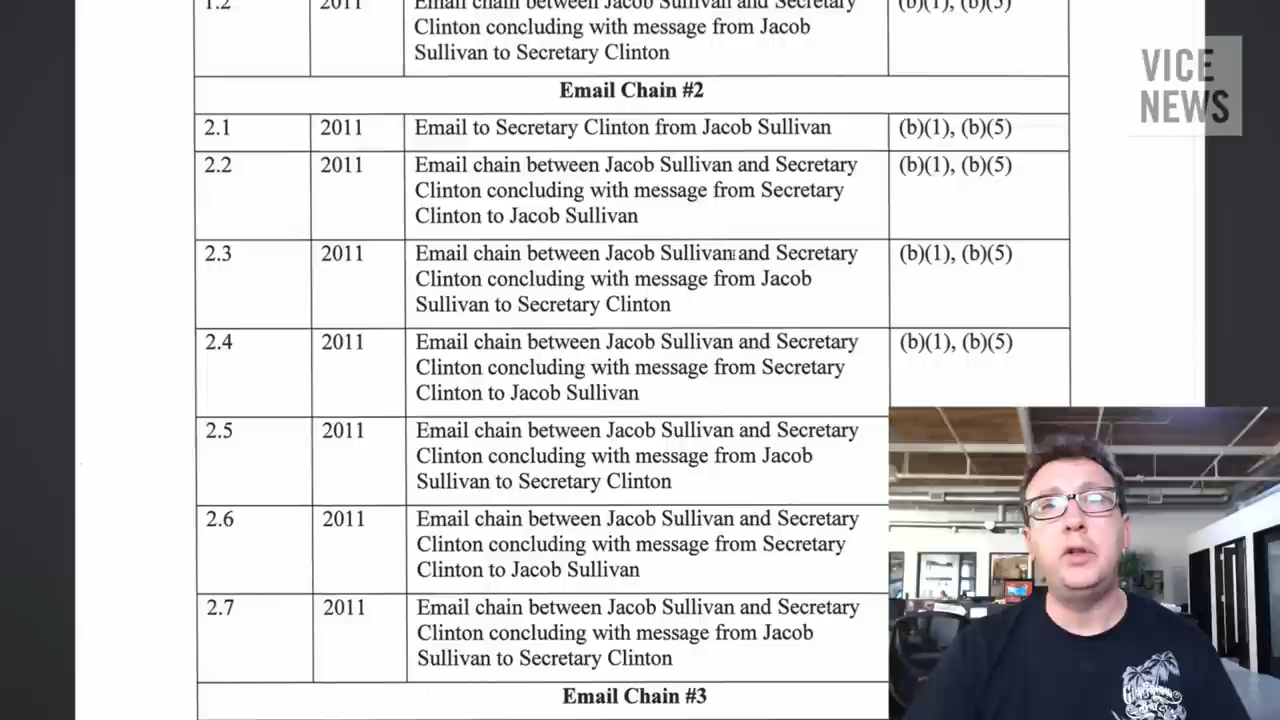 1.2 2011 Email chain between Jacob Sullivan and Secretary (b)(1), (b)(5)
Clinton concluding with message from Jacob
Sullivan to Secretary Clinton
VICE
NEWS
Email Chain #2
2.1 2011 Email to Secretary Clinton from Jacob Sullivan (b)(1), (b)(5)
2.2 2011 Email chain between Jacob Sullivan and Secretary (b)(1), (b)(5)
Clinton concluding with message from Secretary
Clinton to Jacob Sullivan
2.3 2011 Email chain between Jacob Sullivan and Secretary (b)(1), (b)(5)
Clinton concluding with message from Jacob
Sullivan to Secretary Clinton
2.4 2011 Email chain between Jacob Sullivan and Secretary (b)(1), (b)(5)
Clinton concluding with message from Secretary
Clinton to Jacob Sullivan
2.5 2011 Email chain between Jacob Sullivan and Secretary
Clinton concluding with message from Jacob
Sullivan to Secretary Clinton
2.6 2011 Email chain between Jacob Sullivan and Secretary
Clinton concluding with message from Secretary
Clinton to Jacob Sullivan
2.7 2011 Email chain between Jacob Sullivan and Secretary
Clinton concluding with message from Jacob
Sullivan to Secretary Clinton
Email Chain #3